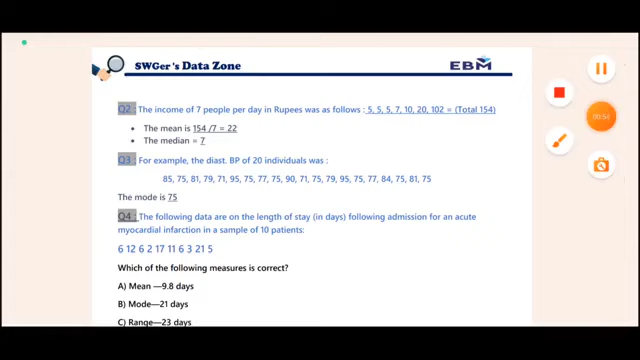 SWGer's Data Zone
EBM
Q2 : The income of 7 people per day in Rupees was as follows : 5, 5, 5, 7, 10, 20, 102 = (Total 154)
• The mean is 154 /7 = 22
• The median = 7
Q3 : For example, the diast. BP of 20 individuals was :
85, 75, 81, 79, 71, 95, 75, 77, 75, 90, 71, 75, 79, 95, 75, 77, 84, 75, 81, 75
The mode is 75
Q4 : The following data are on the length of stay (in days) following admission for an acute
myocardial infarction in a sample of 10 patients:
6 12 6 2 17 11 6 3 21 5
Which of the following measures is correct?
A) Mean —9.8 days
B) Mode—21 days
C) Range—23 days
00:54